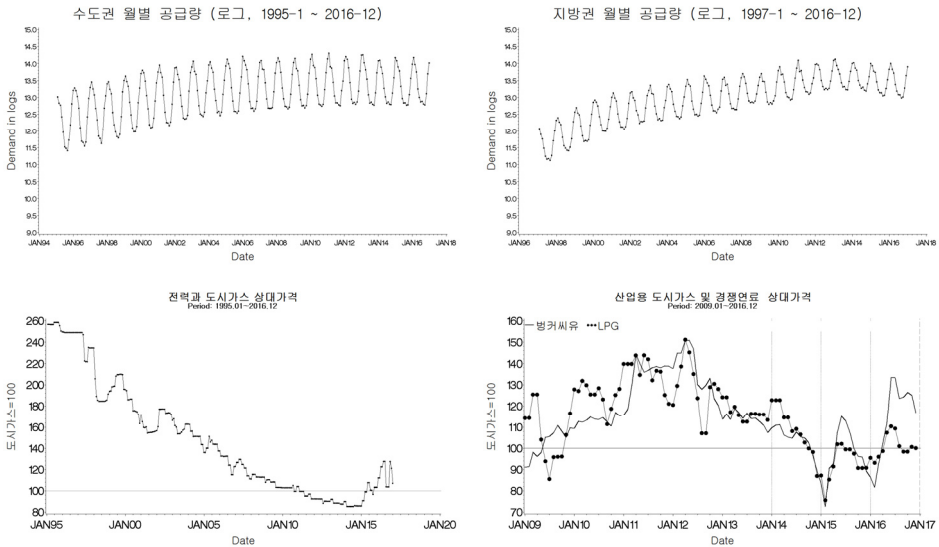 수도권 월별 공급량 (로그, 1995-1 ~ 2016-12)
Demand in logs
15.0
14.5
14.0
13.5
13.0
12.5
12.0
11.5
11.0
10.5
10.0
9.5
9.0
JAN94 JAN96 JAN98 JAN00 JAN02 JAN04 JAN06 JAN08 JAN10 JAN12 JAN14 JAN16 JAN18
Date
지방권 월별 공급량 (로그, 1997-1 ~ 2016-12)
Demand in logs
15.0
14.5
14.0
13.5
13.0
12.5
12.0
11.5
11.0
10.5
10.0
9.5
9.0
JAN96 JAN98 JAN00 JAN02 JAN04 JAN06 JAN08 JAN10 JAN12 JAN14 JAN16 JAN18
Date
전력과 도시가스 상대가격
Period: 1995.01~2016.12
도시가스=100
260
240
220
200
180
160
140
120
100
80
JAN95 JAN00 JAN05 JAN10 JAN15 JAN20
Date
산업용 도시가스 및 경쟁연료 상대가격
Period: 2009.01~2016.12
벙커씨유 LPG
도시가스=100
160
150
140
130
120
110
100
90
80
70
JAN09 JAN10 JAN11 JAN12 JAN13 JAN14 JAN15 JAN16 JAN17
Date